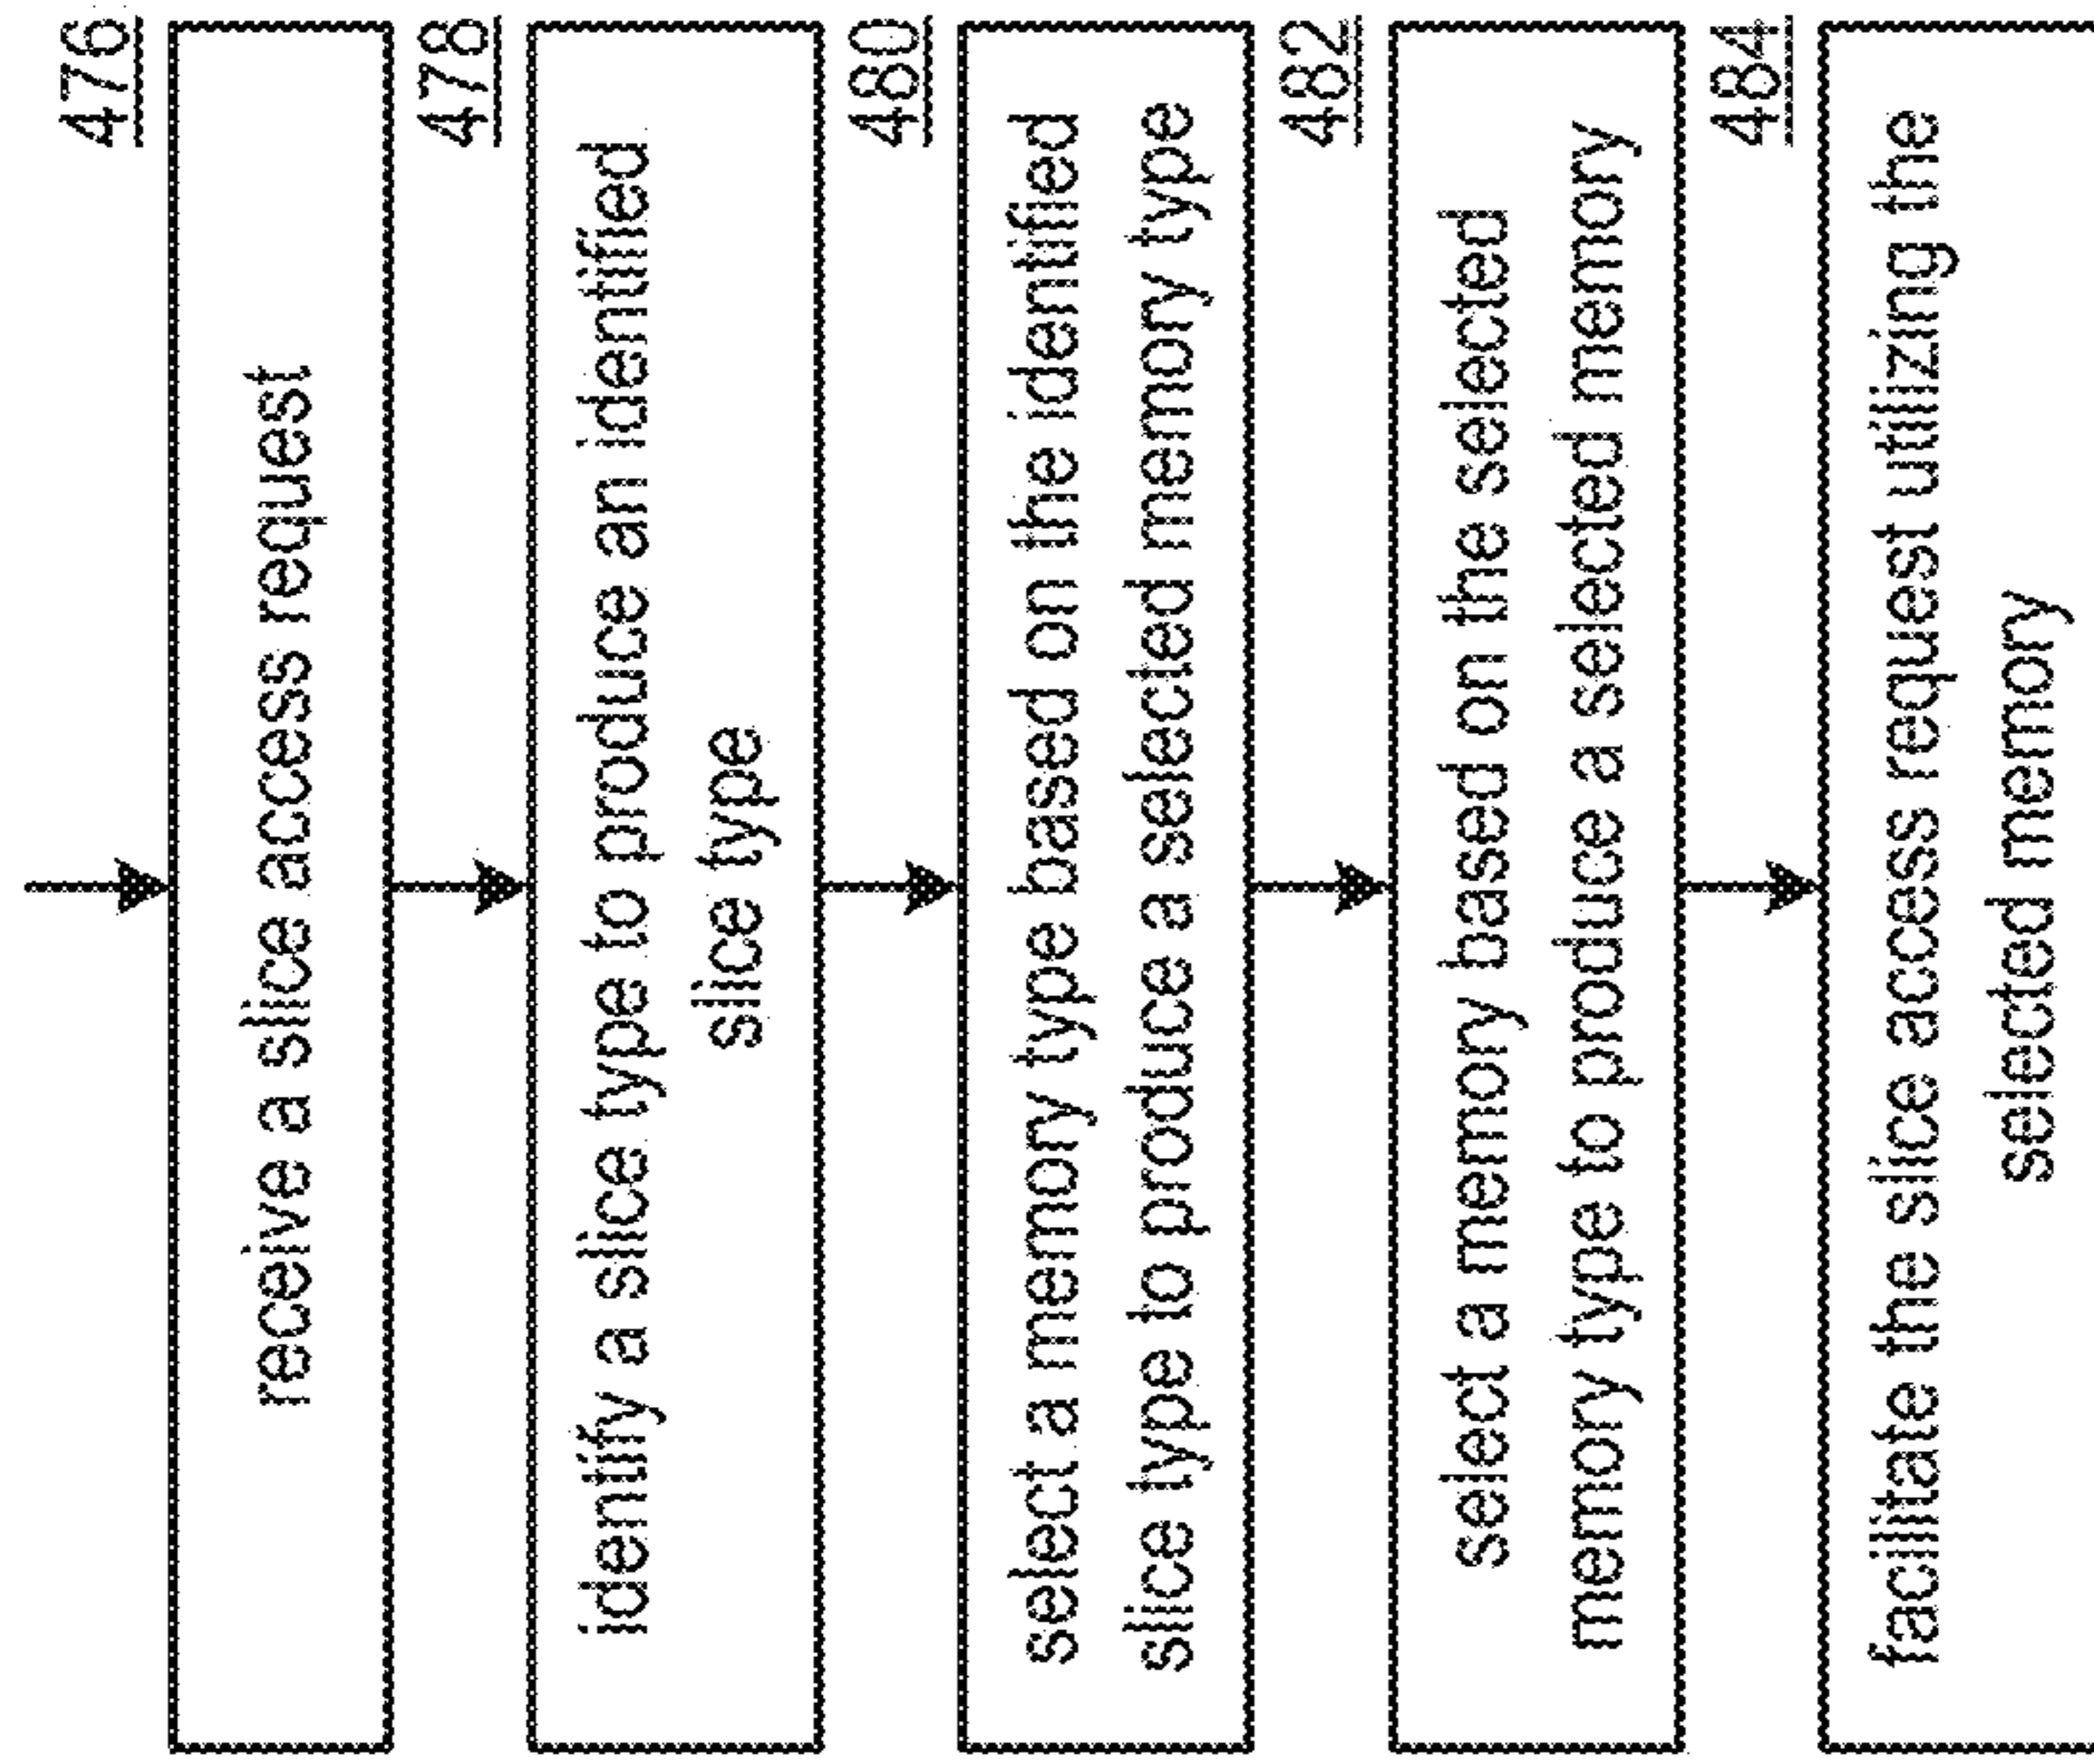 476
receive a slice access request
478
identify a slice type to produce an identified
slice type
480
select a memory type based on the identified
slice type to produce a selected memory type
482
select a memory based on the selected
memory type to produce a selected memory
484
facilitate the slice access request utilizing the
selected memory